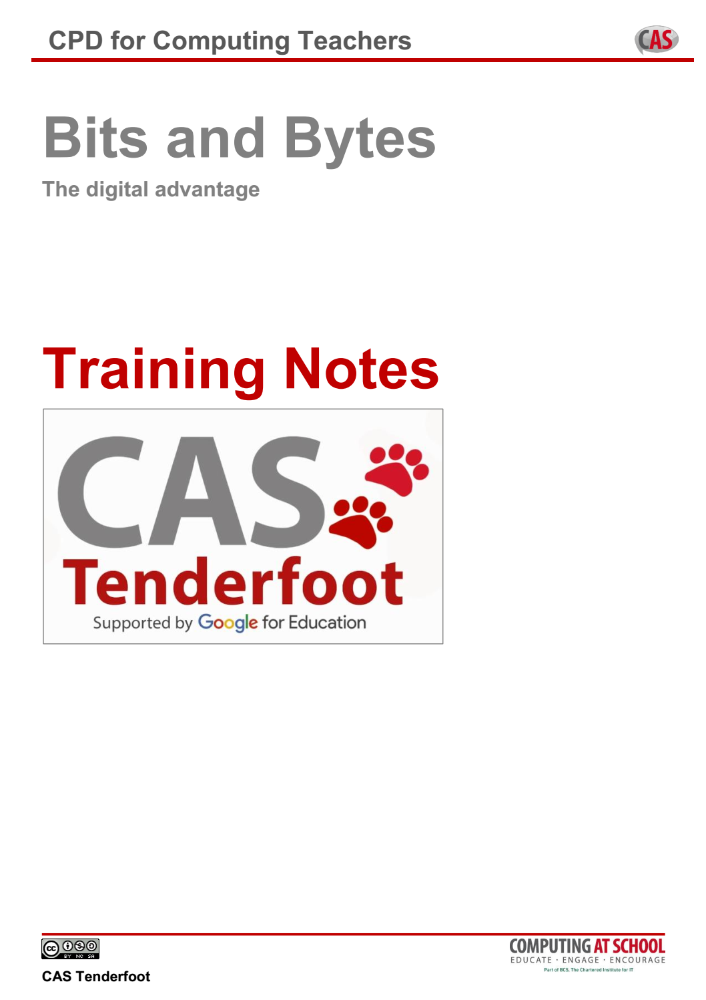 CPD for Computing Teachers
CAS
Bits and Bytes
The digital advantage
Training Notes
CAS
Tenderfoot
Supported by Google for Education
cc
BY NC SA
COMPUTING AT SCHOOL
EDUCATE · ENGAGE · ENCOURAGE
Part of BCS, The Chartered Institute for IT
CAS Tenderfoot